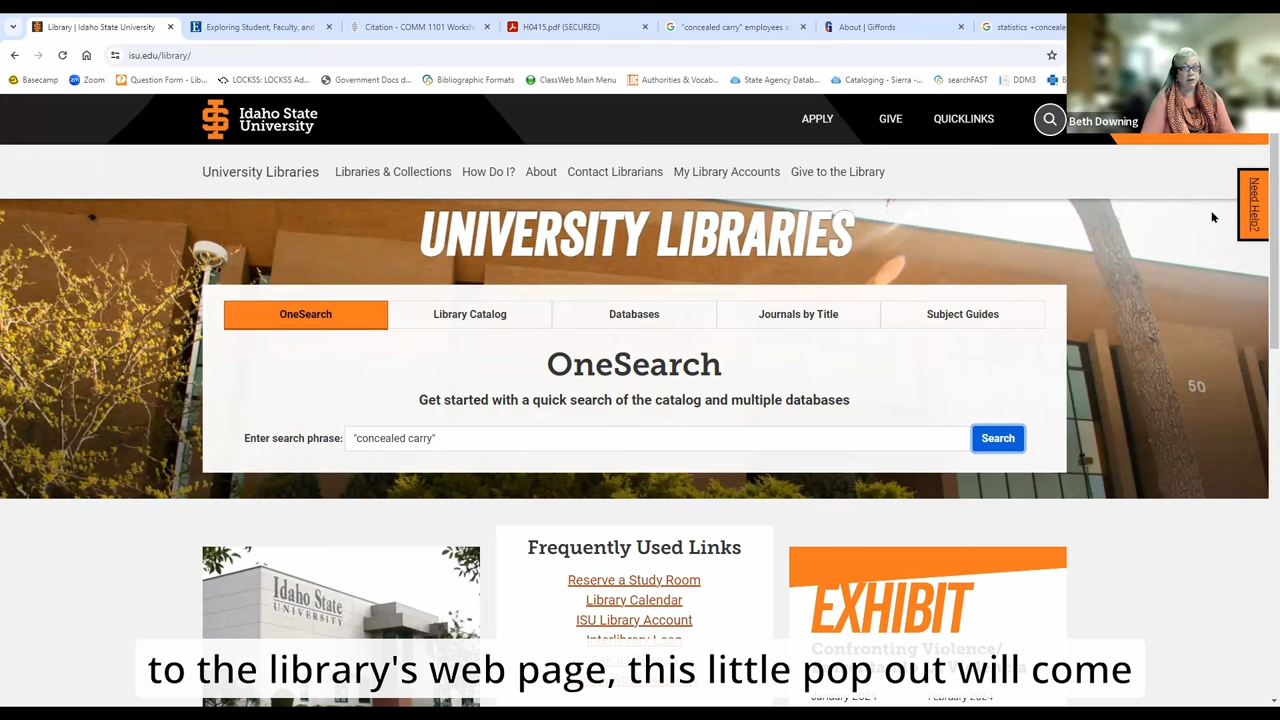 Library | Idaho State University
Exploring Student, Faculty, and
Citation - COMM 1101 Worksh
H0415.pdf (SECURED)
"concealed carry" employees sc
About | Giffords
statistics +conceale
isu.edu/library/
Basecamp
Zoom
Question Form - Lib...
LOCKSS: LOCKSS Ad...
Government Docs d...
Bibliographic Formats
ClassWeb Main Menu
Authorities & Vocab...
State Agency Datab...
Cataloging - Sierra -...
searchFAST
DDM3
Beth Downing
Idaho State
University
APPLY
GIVE
QUICKLINKS
University Libraries
Libraries & Collections
How Do I?
About
Contact Librarians
My Library Accounts
Give to the Library
Need Help?
UNIVERSITY LIBRARIES
OneSearch
Library Catalog
Databases
Journals by Title
Subject Guides
OneSearch
Get started with a quick search of the catalog and multiple databases
Enter search phrase:
"concealed carry"
Search
50
Frequently Used Links
Reserve a Study Room
Library Calendar
ISU Library Account
Interlibrary Loan
Idaho State
UNIVERSITY
EXHIBIT
Confronting Violence/
to the library's web page, this little pop out will come